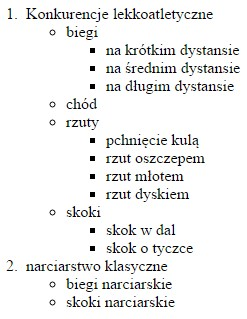 1. Konkurencje lekkoatletyczne
biegi
na krótkim dystansie
na średnim dystansie
na długim dystansie
chód
rzuty
pchnięcie kulą
rzut oszczepem
rzut młotem
rzut dyskiem
skoki
skok w dal
skok o tyczce
2. narciarstwo klasyczne
biegi narciarskie
skoki narciarskie